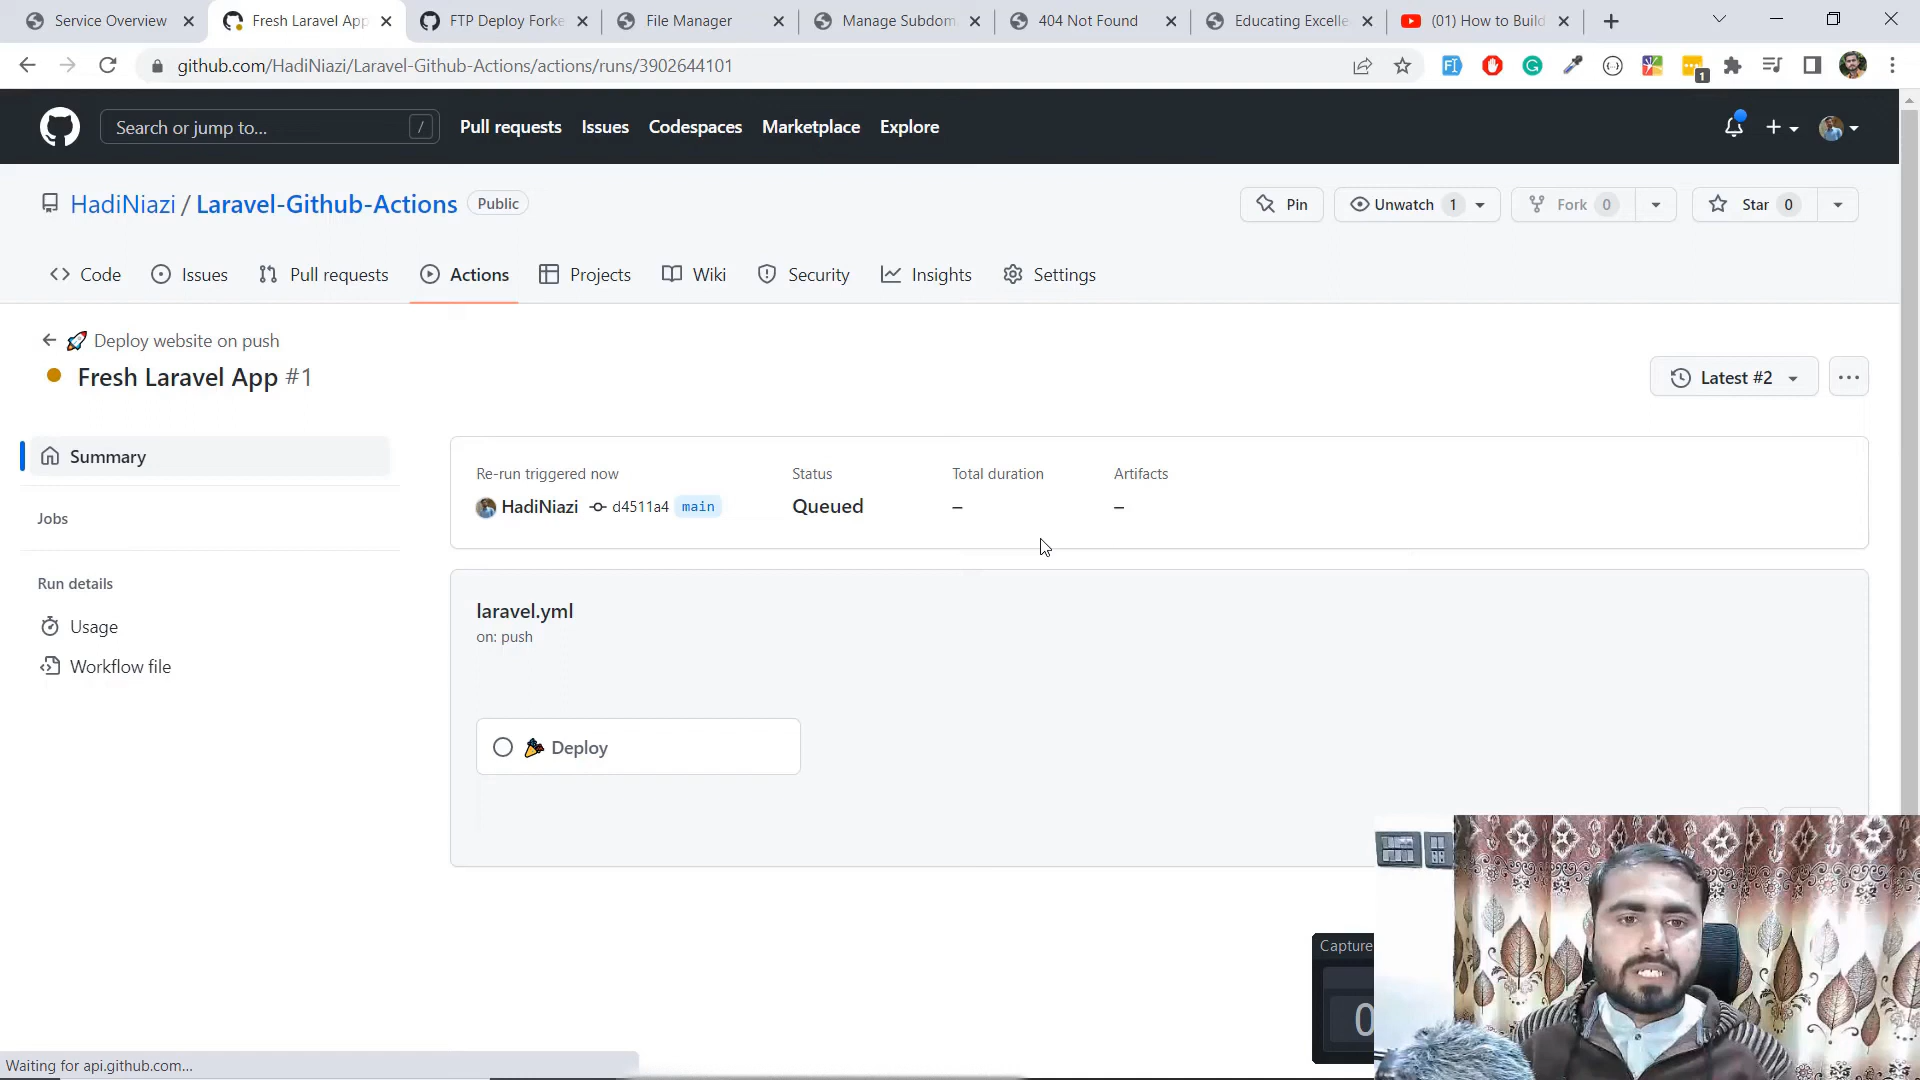 Service Overview
Fresh Laravel App
FTP Deploy Forke
File Manager
Manage Subdom
404 Not Found
Educating Excelle
(01) How to Build
github.com/HadiNiazi/Laravel-Github-Actions/actions/runs/3902644101
1
Search or jump to...
/
Pull requests
Issues
Codespaces
Marketplace
Explore
HadiNiazi / Laravel-Github-Actions
Public
Pin
Unwatch 1
Fork 0
Star 0
Code
Issues
Pull requests
Actions
Projects
Wiki
Security
Insights
Settings
Deploy website on push
Fresh Laravel App #1
Latest #2
Summary
Jobs
Run details
Usage
Workflow file
Re-run triggered now
HadiNiazi d4511a4 main
Status
Queued
Total duration
–
Artifacts
–
laravel.yml
on: push
Deploy
Capture
0
Waiting for api.github.com...